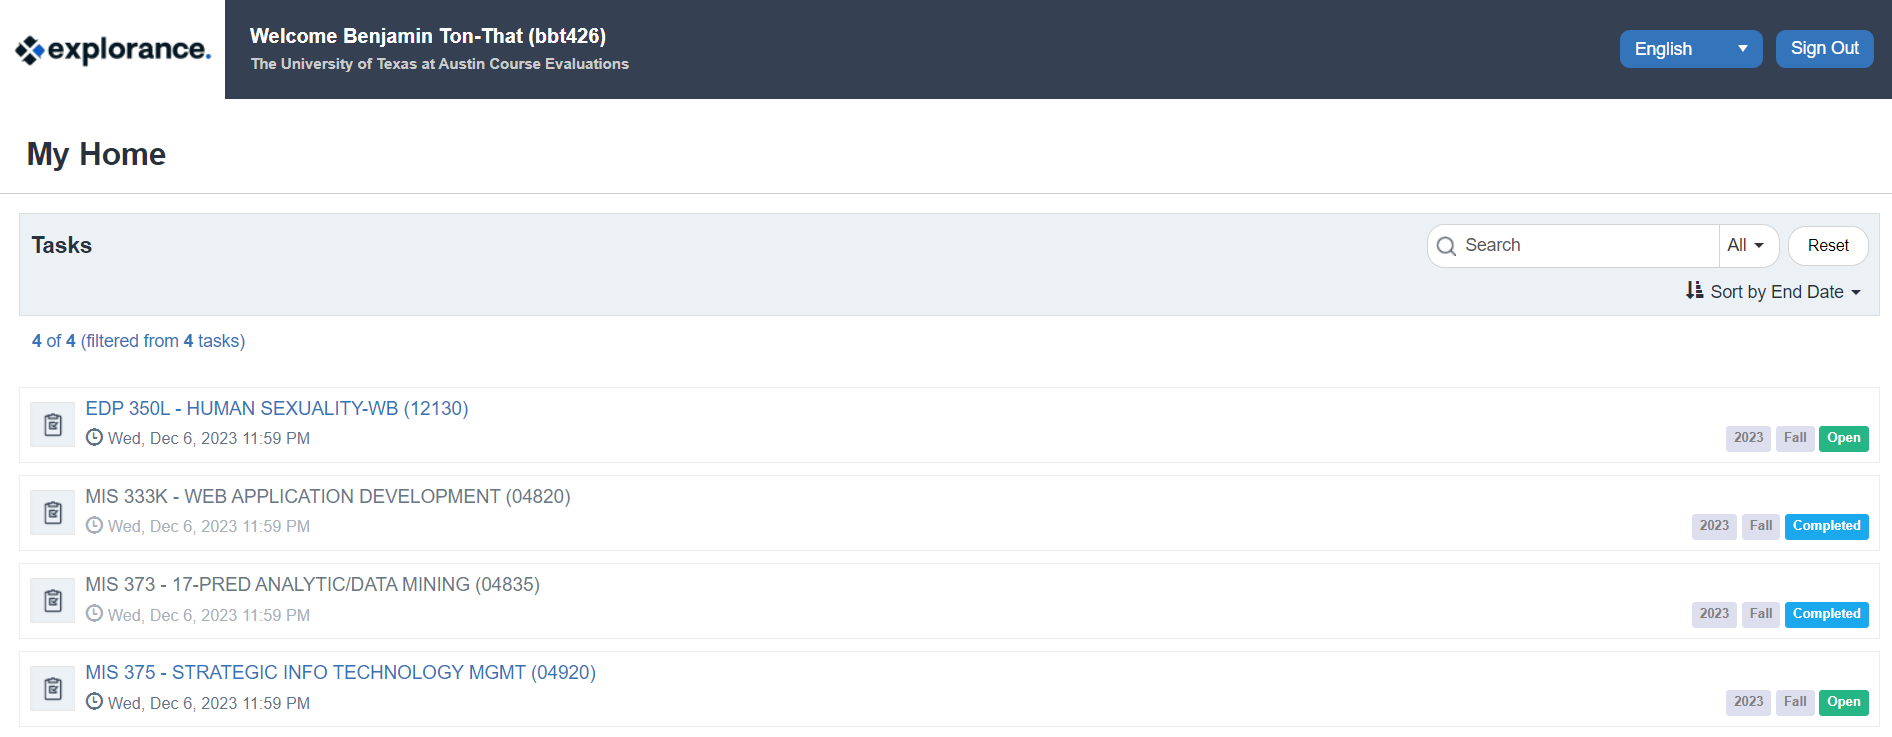 explorance.
Welcome Benjamin Ton-That (bbt426)
The University of Texas at Austin Course Evaluations
English
Sign Out
My Home
Tasks
Search
All
Reset
Sort by End Date
4 of 4 (filtered from 4 tasks)
EDP 350L - HUMAN SEXUALITY-WB (12130)
Wed, Dec 6, 2023 11:59 PM
2023 Fall Open
MIS 333K - WEB APPLICATION DEVELOPMENT (04820)
Wed, Dec 6, 2023 11:59 PM
2023 Fall Completed
MIS 373 - 17-PRED ANALYTIC/DATA MINING (04835)
Wed, Dec 6, 2023 11:59 PM
2023 Fall Completed
MIS 375 - STRATEGIC INFO TECHNOLOGY MGMT (04920)
Wed, Dec 6, 2023 11:59 PM
2023 Fall Open